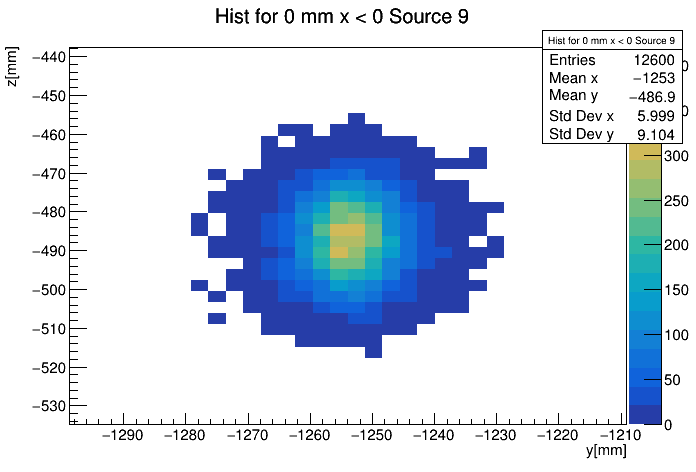 Hist for 0 mm x < 0 Source 9
z[mm]
Hist for 0 mm x < 0 Source 9
Entries 12600
Mean x −1253
Mean y −486.9
Std Dev x 5.999
Std Dev y 9.104
−440
−450
−460
−470
−480
−490
−500
−510
−520
−530
0
0
300
250
200
150
100
50
0
−1290 −1280 −1270 −1260 −1250 −1240 −1230 −1220 −1210
y[mm]